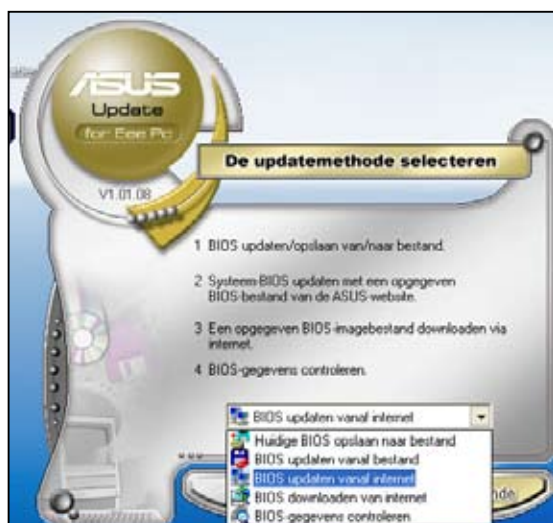 ASUS
Update
for Eee Pc
V1.01.08
De updatemethode selecteren
1 BIOS updaten/opslaan van/naar bestand.
2 Systeem-BIOS updaten met een opgegeven
BIOS-bestand van de ASUS-website.
3 Een opgegeven BIOS-imagebestand downloaden via
internet.
4 BIOS-gegevens controleren.
BIOS updaten vanaf internet
Huidige BIOS opslaan naar bestand
BIOS updaten vanaf bestand
BIOS updaten vanaf internet
BIOS downloaden van internet
BIOS-gegevens controleren